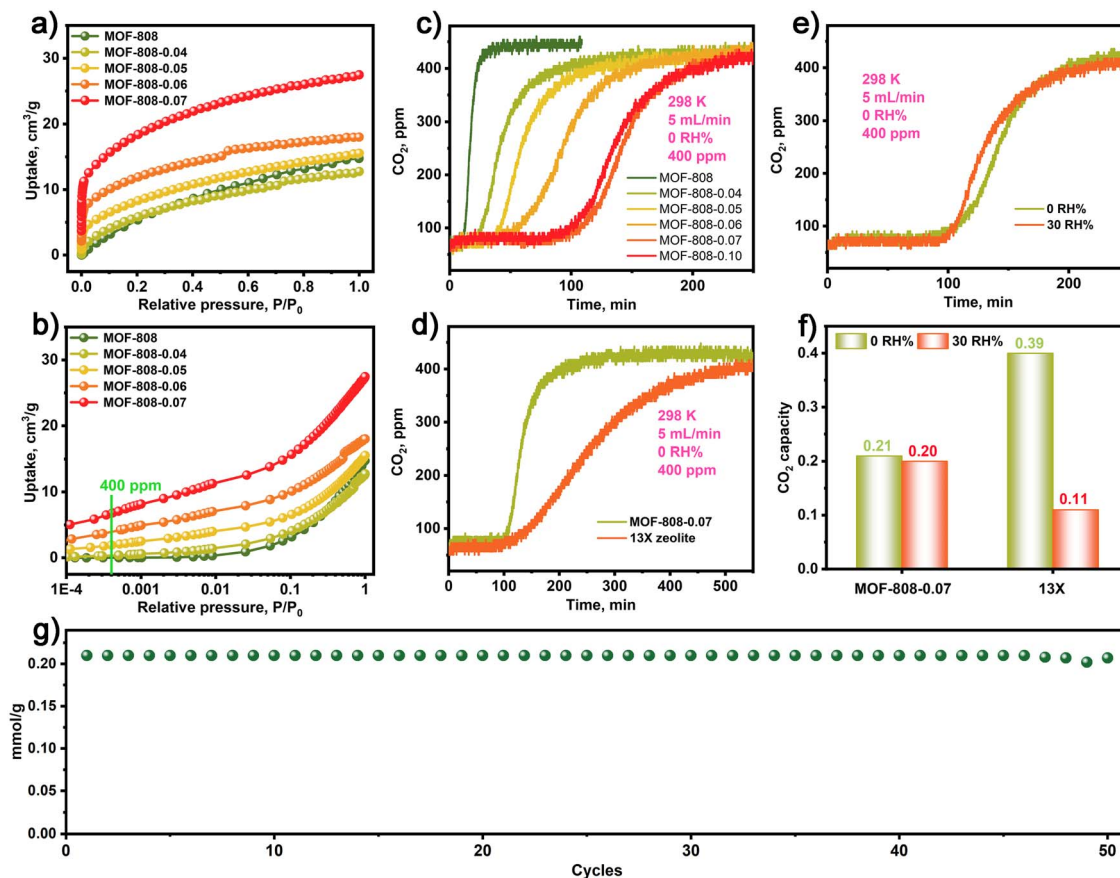 a)
MOF-808
MOF-808-0.04
MOF-808-0.05
MOF-808-0.06
MOF-808-0.07
30
20
10
0
Uptake, cm³/g
0.0 0.2 0.4 0.6 0.8 1.0
Relative pressure, P/P₀
b)
MOF-808
MOF-808-0.04
MOF-808-0.05
MOF-808-0.06
MOF-808-0.07
400 ppm
30
20
10
0
Uptake, cm³/g
1E-4 0.001 0.01 0.10 1
Relative pressure, P/P₀
c)
400
300
200
100
CO₂, ppm
298 K
5 mL/min
0 RH%
400 ppm
MOF-808
MOF-808-0.04
MOF-808-0.05
MOF-808-0.06
MOF-808-0.07
MOF-808-0.10
0 100 200
Time, min
d)
400
300
200
100
CO₂, ppm
298 K
5 mL/min
0 RH%
400 ppm
MOF-808-0.07
13X zeolite
0 100 200 300 400 500
Time, min
e)
400
300
200
100
CO₂, ppm
298 K
5 mL/min
0 RH%
400 ppm
0 RH%
30 RH%
0 100 200
Time, min
f)
0 RH% 30 RH%
0.39
0.21 0.20
0.11
0.4
0.3
0.2
0.1
0.0
CO₂ capacity
MOF-808-0.07 13X
g)
0.20
0.15
0.10
0.05
0.00
mmol/g
0 10 20 30 40 50
Cycles